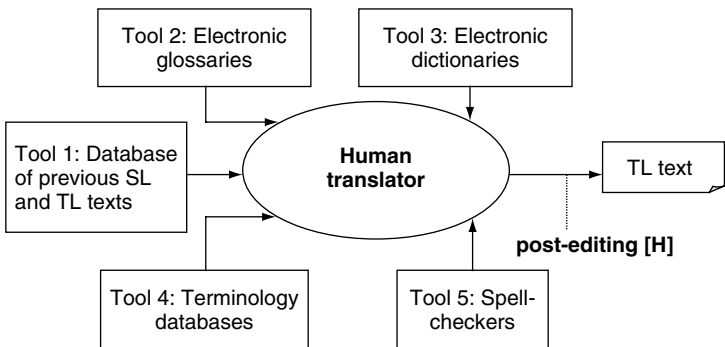 Tool 2: Electronic
glossaries
Tool 3: Electronic
dictionaries
Tool 1: Database
of previous SL
and TL texts
Human
translator
TL text
post-editing [H]
Tool 4: Terminology
databases
Tool 5: Spell-
checkers